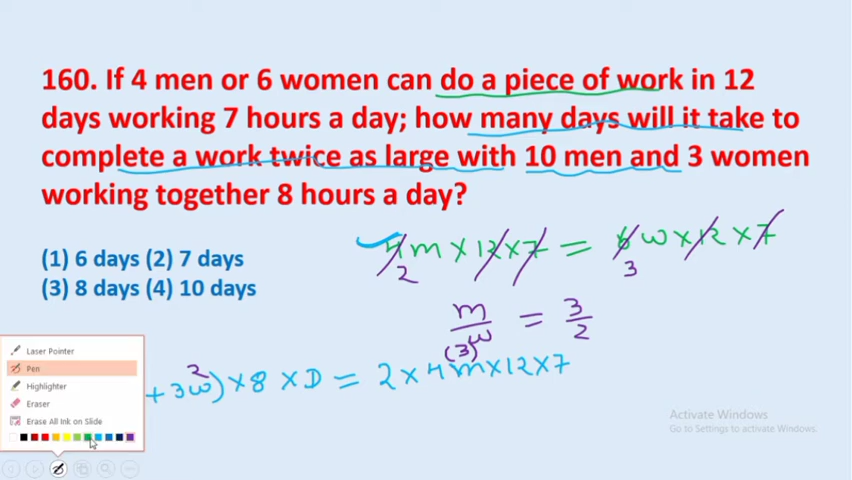 160. If 4 men or 6 women can do a piece of work in 12
days working 7 hours a day; how many days will it take to
complete a work twice as large with 10 men and 3 women
working together 8 hours a day?
(1) 6 days (2) 7 days
(3) 8 days (4) 10 days
4m × 12 × 7 = 6w × 12 × 7
2 3
m/w = 3/2
(3)
2
+ 3w) × 8 × D = 2 × 4m × 12 × 7
Laser Pointer
Pen
Highlighter
Eraser
Erase All Ink on Slide
Activate Windows
Go to Settings to activate Windows.